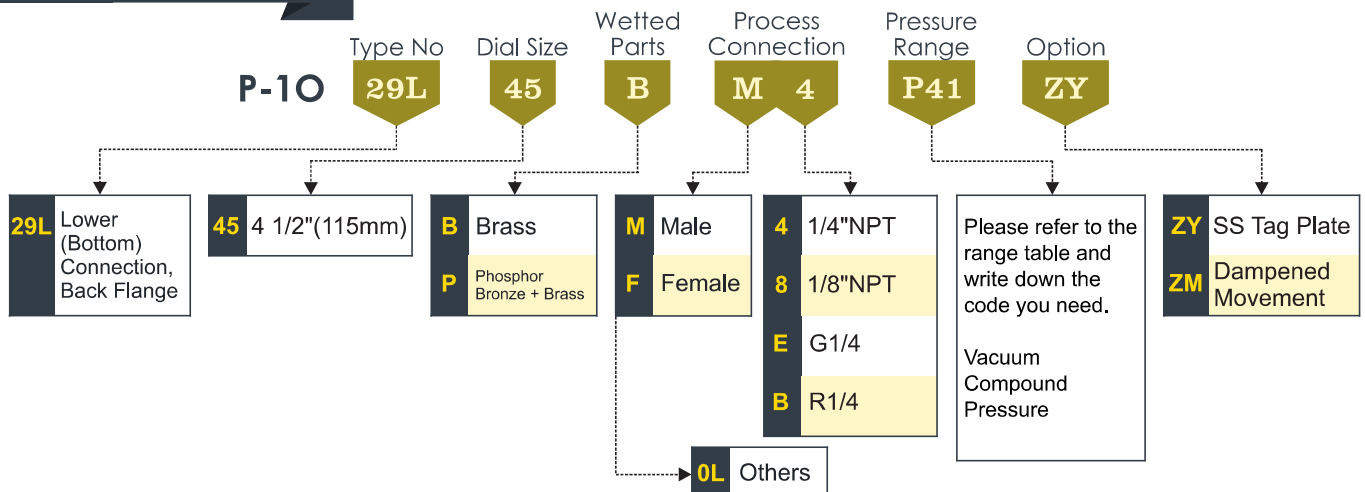 Type No
Dial Size
Wetted
Parts
Process
Connection
Pressure
Range
Option
P-10
29L
45
B
M
4
P41
ZY
29L Lower
(Bottom)
Connection,
Back Flange
45 4 1/2"(115mm)
B Brass
P Phosphor
Bronze + Brass
M Male
F Female
0L Others
4 1/4"NPT
8 1/8"NPT
E G1/4
B R1/4
Please refer to the
range table and
write down the
code you need.
Vacuum
Compound
Pressure
ZY SS Tag Plate
ZM Dampened
Movement